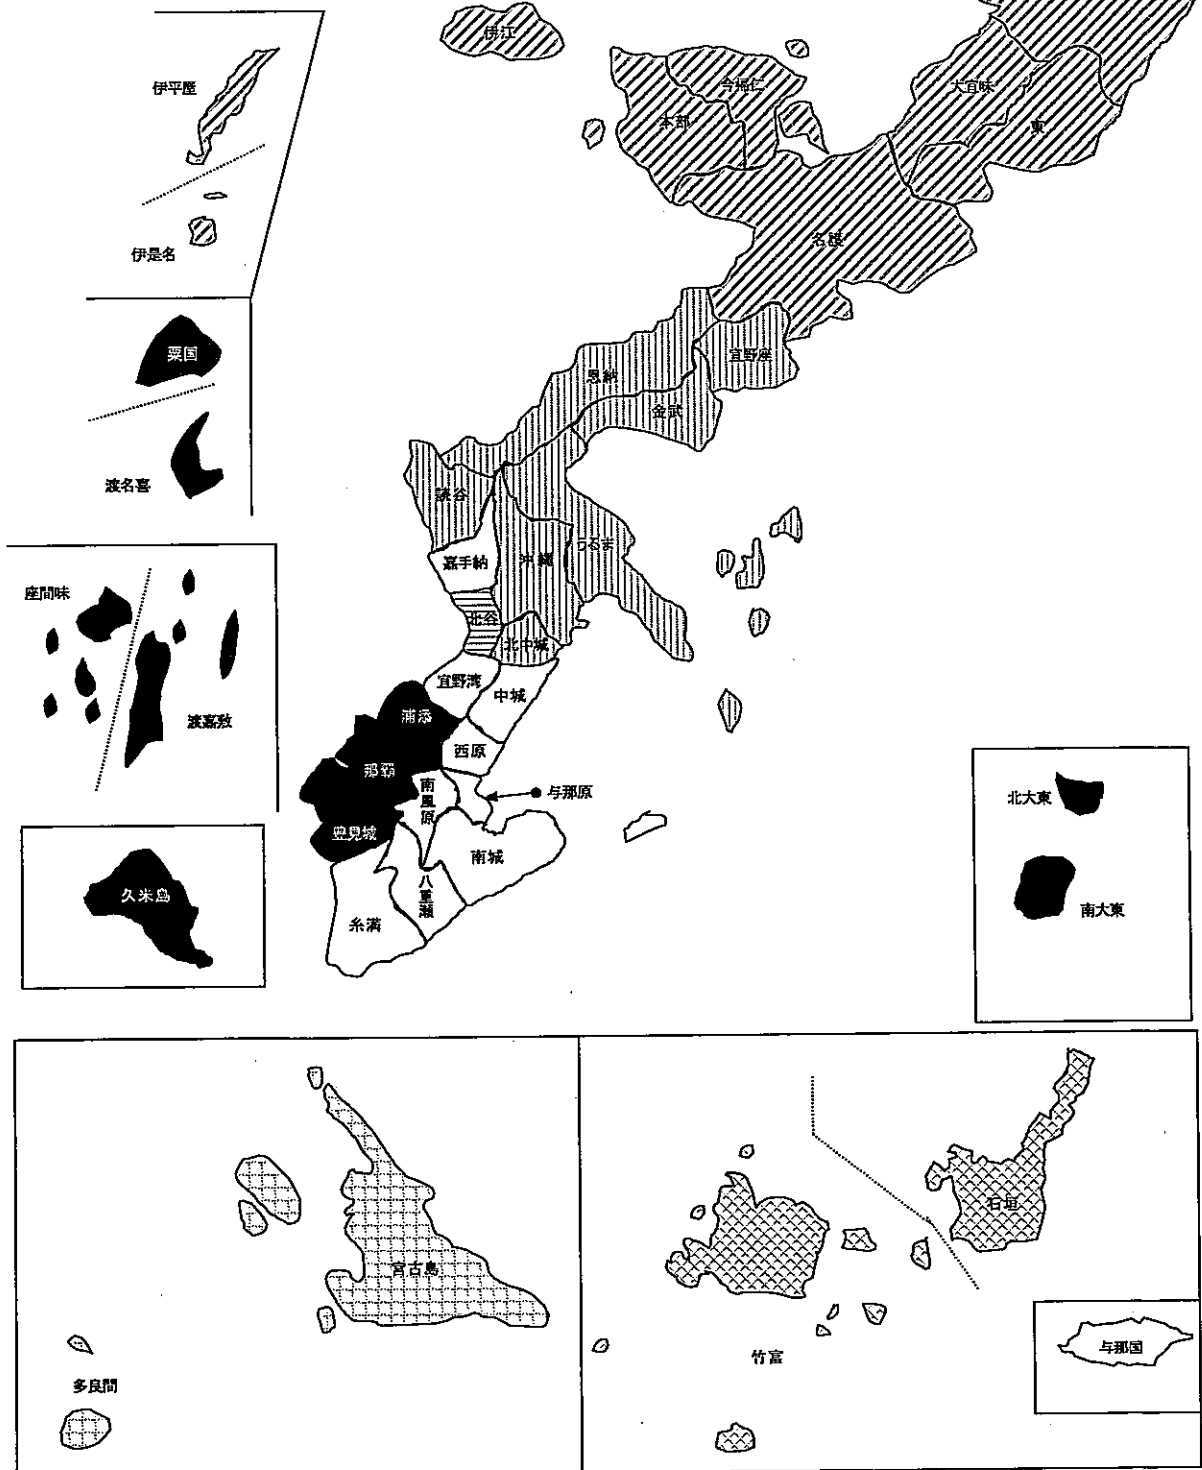 伊江
伊平屋
今帰仁
大宜味
本部
東
伊是名
名護
粟国
宜野座
恩納
金武
渡名喜
読谷
うるま
嘉手納
沖縄
座間味
北谷
北中城
宜野湾
中城
浦添
渡嘉敷
西原
那覇
南風原
与那原
北大東
豊見城
南城
八重瀬
久米島
糸満
南大東
石垣
宮古島
与那国
竹富
多良間